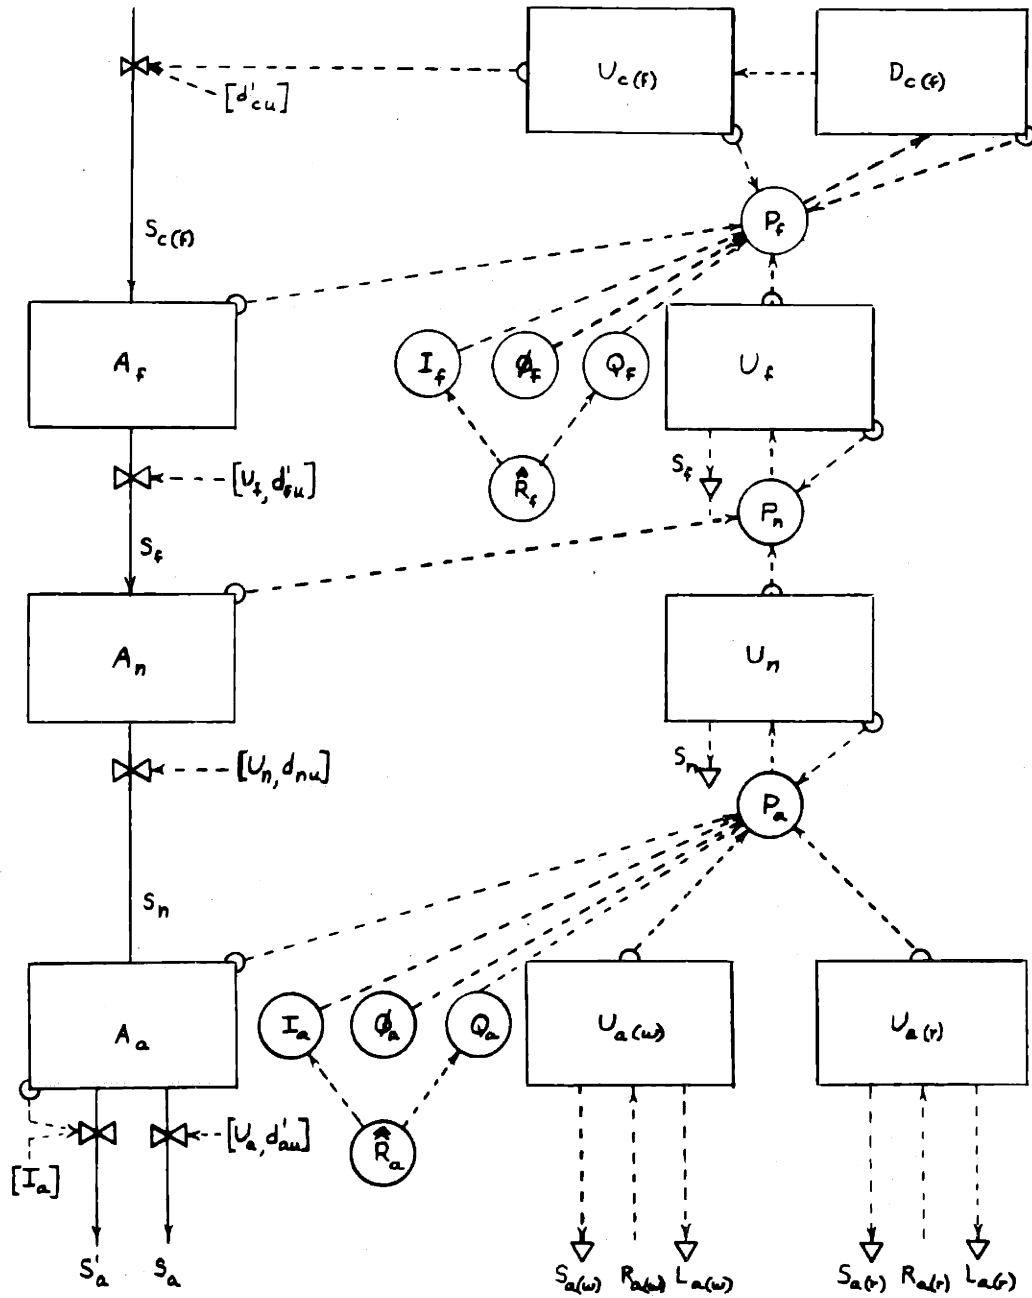 U_c(f)
D_c(f)
[d'_cu]
P_f
S_c(f)
A_f
I_f
Φ_f
Q_f
U_f
[U_f, d'_fu]
R̂_f
S_f
P_n
S_f
A_n
U_n
[U_n, d_nu]
S_n
P_a
S_n
A_a
I_a
Φ_a
Q_a
U_a(w)
U_a(r)
[U_a, d'_au]
R̂_a
[I_a]
S'_a
S_a
S_a(w)
R_a(w)
L_a(w)
S_a(r)
R_a(r)
L_a(r)